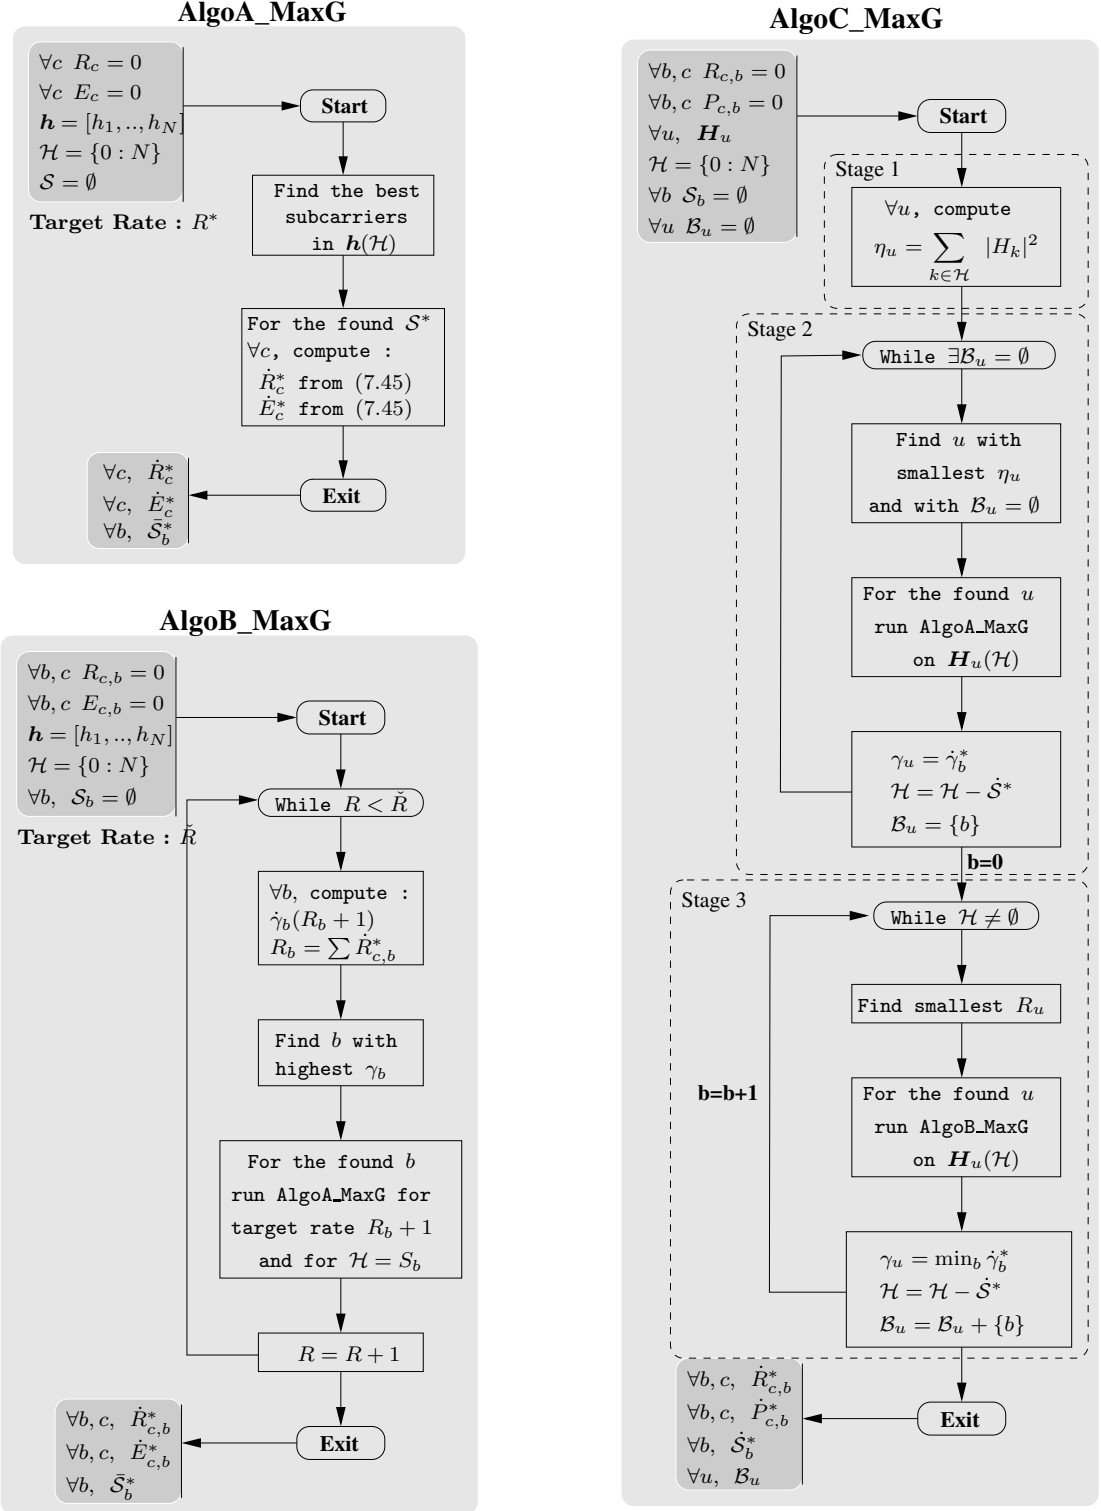 AlgoA_MaxG
∀c R_c = 0
∀c E_c = 0
h = [h_1, .., h_N]
ℋ = {0 : N}
𝒮 = ∅
Target Rate : R*
Start
Find the best
subcarriers
in h(ℋ)
For the found 𝒮*
∀c, compute :
Ṙ*_c from (7.45)
Ė*_c from (7.45)
Exit
∀c, Ṙ*_c
∀c, Ė*_c
∀b, 𝒮̄*_b
AlgoB_MaxG
∀b, c R_{c,b} = 0
∀b, c E_{c,b} = 0
h = [h_1, .., h_N]
ℋ = {0 : N}
∀b, 𝒮_b = ∅
Target Rate : Ř
Start
While R < Ř
∀b, compute :
γ̇_b(R_b + 1)
R_b = ∑ Ṙ*_{c,b}
Find b with
highest γ_b
For the found b
run AlgoA_MaxG for
target rate R_b + 1
and for ℋ = S_b
R = R + 1
Exit
∀b, c, Ṙ*_{c,b}
∀b, c, Ė*_{c,b}
∀b, 𝒮̄*_b
AlgoC_MaxG
∀b, c R_{c,b} = 0
∀b, c P_{c,b} = 0
∀u, H_u
ℋ = {0 : N}
∀b 𝒮_b = ∅
∀u ℬ_u = ∅
Start
Stage 1
∀u, compute
η_u = ∑_{k∈ℋ} |H_k|²
Stage 2
While ∃ℬ_u = ∅
Find u with
smallest η_u
and with ℬ_u = ∅
For the found u
run AlgoA_MaxG
on H_u(ℋ)
γ_u = γ̇*_b
ℋ = ℋ − 𝒮̇*
ℬ_u = {b}
b=0
Stage 3
While ℋ ≠ ∅
Find smallest R_u
b=b+1
For the found u
run AlgoB_MaxG
on H_u(ℋ)
γ_u = min_b γ̇*_b
ℋ = ℋ − 𝒮̇*
ℬ_u = ℬ_u + {b}
Exit
∀b, c, Ṙ*_{c,b}
∀b, c, Ṗ*_{c,b}
∀b, 𝒮̇*_b
∀u, ℬ_u